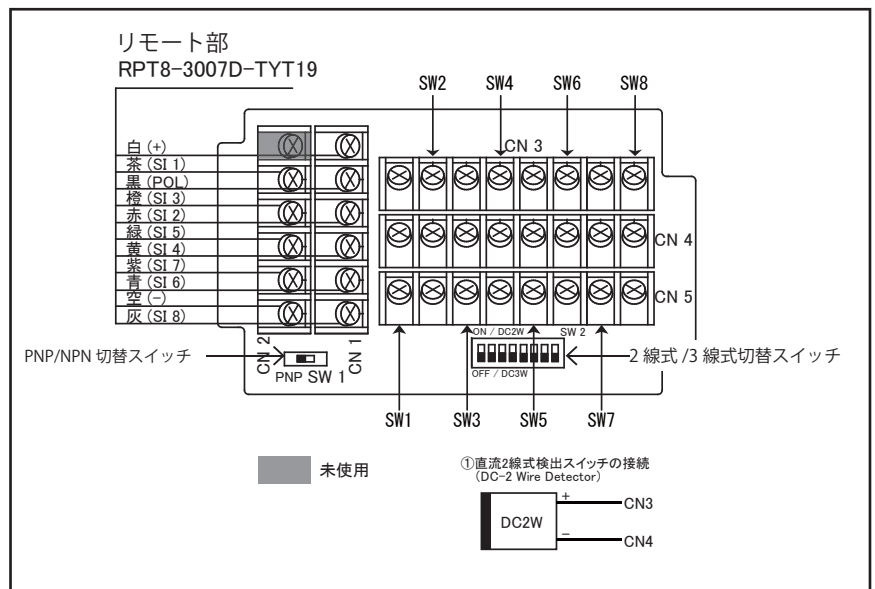 リモート部
RPT8-3007D-TYT19
SW2 SW4 SW6 SW8
白 (+)
茶 (SI 1)
黒 (POL)
橙 (SI 3)
赤 (SI 2)
緑 (SI 5)
黄 (SI 4)
紫 (SI 7)
青 (SI 6)
空 (-)
灰 (SI 8)
CN 3
CN 4
CN 5
PNP/NPN 切替スイッチ
CN 2
PNP SW 1
CN 1
ON / DC2W SW 2
OFF / DC3W
2 線式 /3 線式切替スイッチ
SW1 SW3 SW5 SW7
未使用
①直流2線式検出スイッチの接続
(DC-2 Wire Detector)
DC2W
+ CN3
- CN4